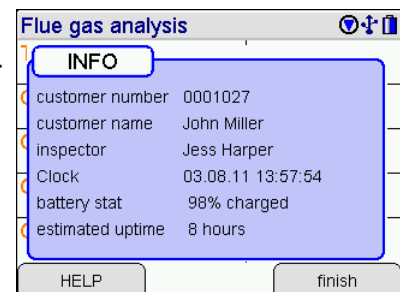 Flue gas analysis
INFO
customer number 0001027
customer name John Miller
inspector Jess Harper
Clock 03.08.11 13:57:54
battery stat 98% charged
estimated uptime 8 hours
HELP finish